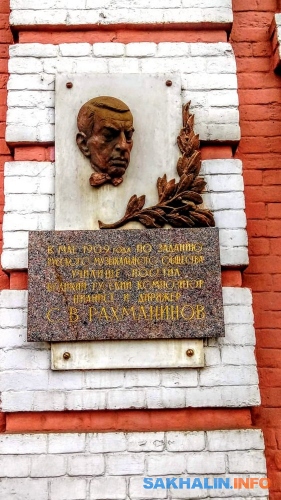 В МАЕ 1909 года ПО ЗАДАНИЮ
РУССКОГО МУЗЫКАЛЬНОГО ОБЩЕСТВА
УЧИЛИЩЕ ПОСЕТИЛ
ВЕЛИКИЙ РУССКИЙ КОМПОЗИТОР,
ПИАНИСТ И ДИРИЖЕР
С. В. РАХМАНИНОВ
SAKHALIN.INFO